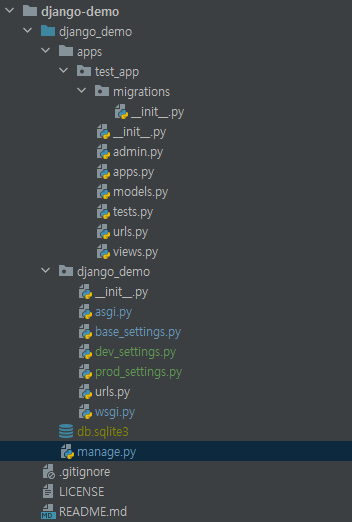 django-demo
django_demo
apps
test_app
migrations
__init__.py
__init__.py
admin.py
apps.py
models.py
tests.py
urls.py
views.py
django_demo
__init__.py
asgi.py
base_settings.py
dev_settings.py
prod_settings.py
urls.py
wsgi.py
db.sqlite3
manage.py
.gitignore
LICENSE
README.md